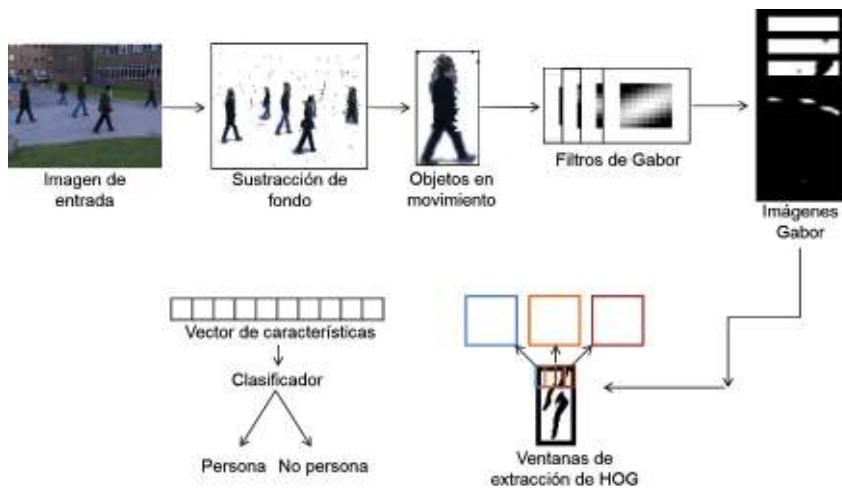 Imagen de
entrada
Sustracción de
fondo
Objetos en
movimiento
Filtros de Gabor
Imágenes
Gabor
Vector de características
Clasificador
Persona
No persona
Ventanas de
extracción de HOG